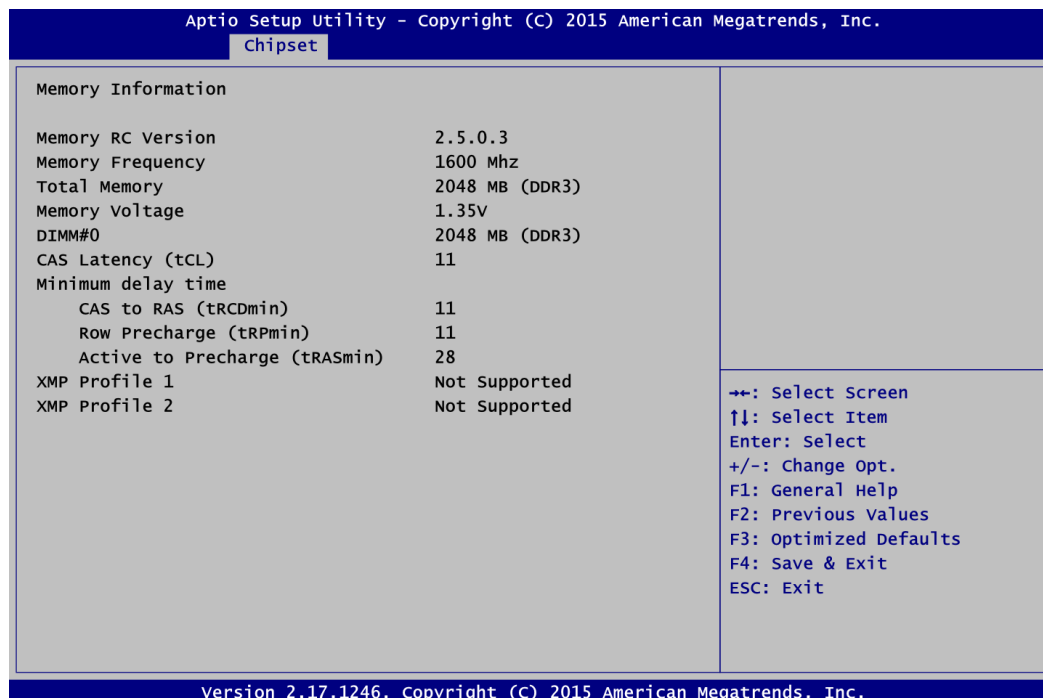 Aptio Setup Utility - Copyright (C) 2015 American Megatrends, Inc.
Chipset
Memory Information
Memory RC Version 2.5.0.3
Memory Frequency 1600 Mhz
Total Memory 2048 MB (DDR3)
Memory Voltage 1.35V
DIMM#0 2048 MB (DDR3)
CAS Latency (tCL) 11
Minimum delay time
CAS to RAS (tRCDmin) 11
Row Precharge (tRPmin) 11
Active to Precharge (tRASmin) 28
XMP Profile 1 Not Supported
XMP Profile 2 Not Supported
→←: Select Screen
↑↓: Select Item
Enter: Select
+/-: Change Opt.
F1: General Help
F2: Previous Values
F3: Optimized Defaults
F4: Save & Exit
ESC: Exit
Version 2.17.1246. Copyright (C) 2015 American Megatrends, Inc.